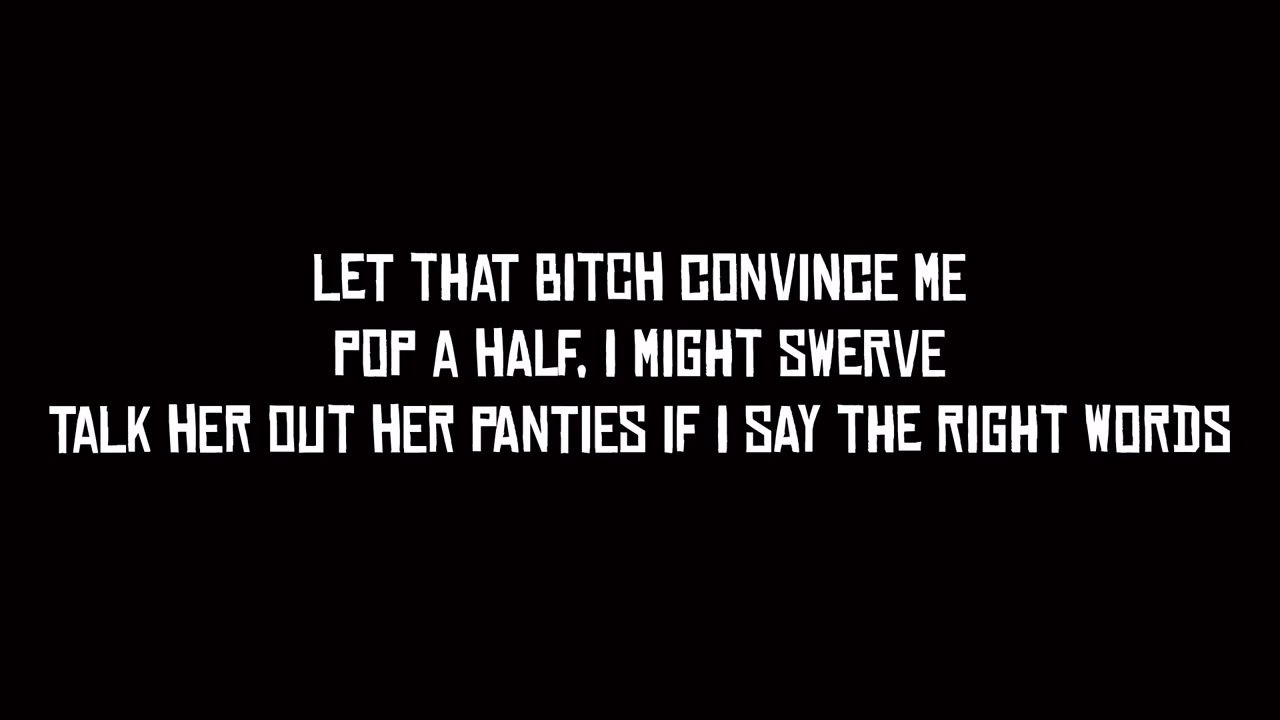 LET THAT BITCH CONVINCE ME
POP A HALF, I MIGHT SWERVE
TALK HER OUT HER PANTIES IF I SAY THE RIGHT WORDS